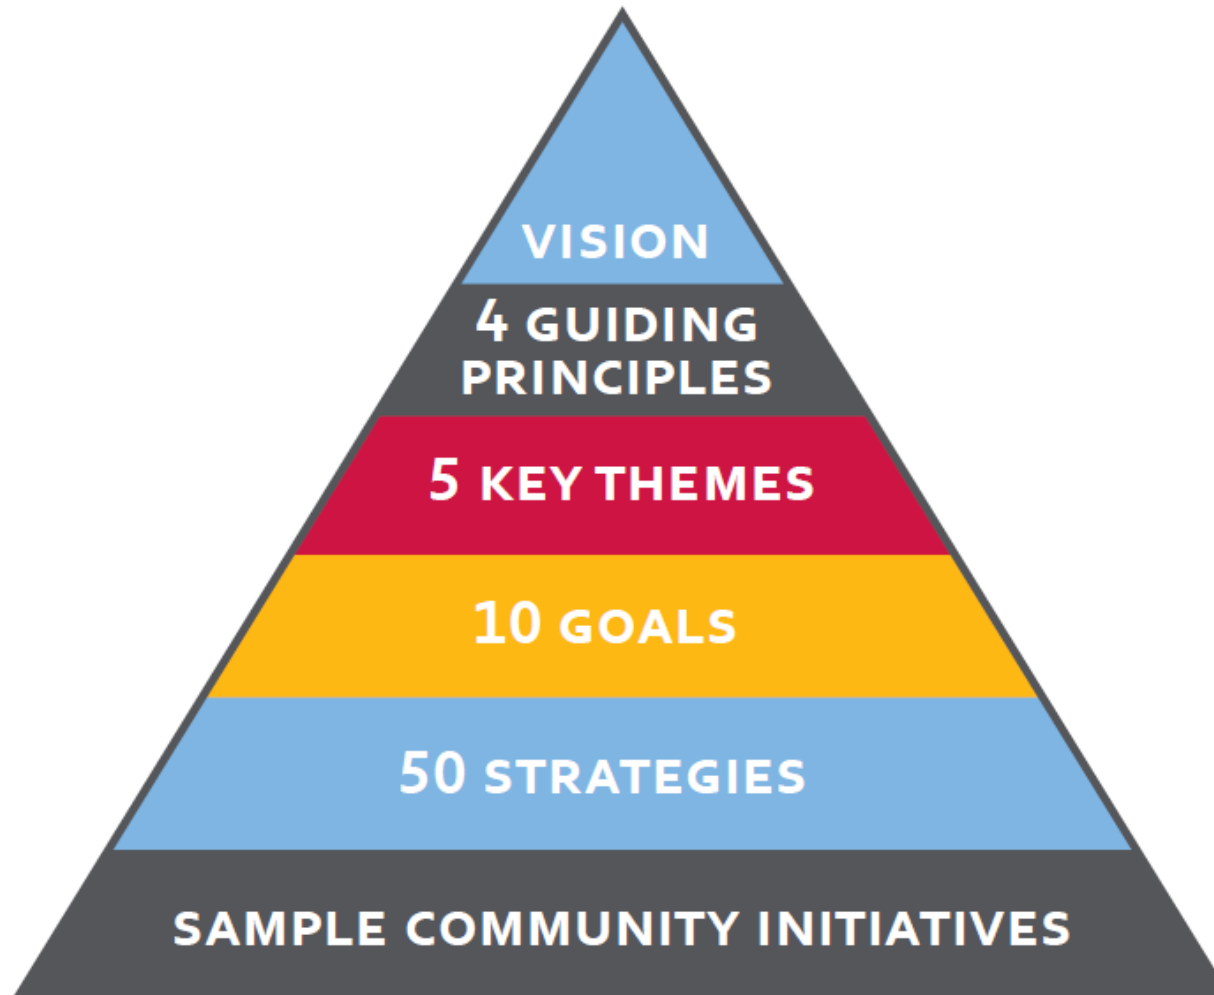 VISION
4 GUIDING
PRINCIPLES
5 KEY THEMES
10 GOALS
50 STRATEGIES
SAMPLE COMMUNITY INITIATIVES